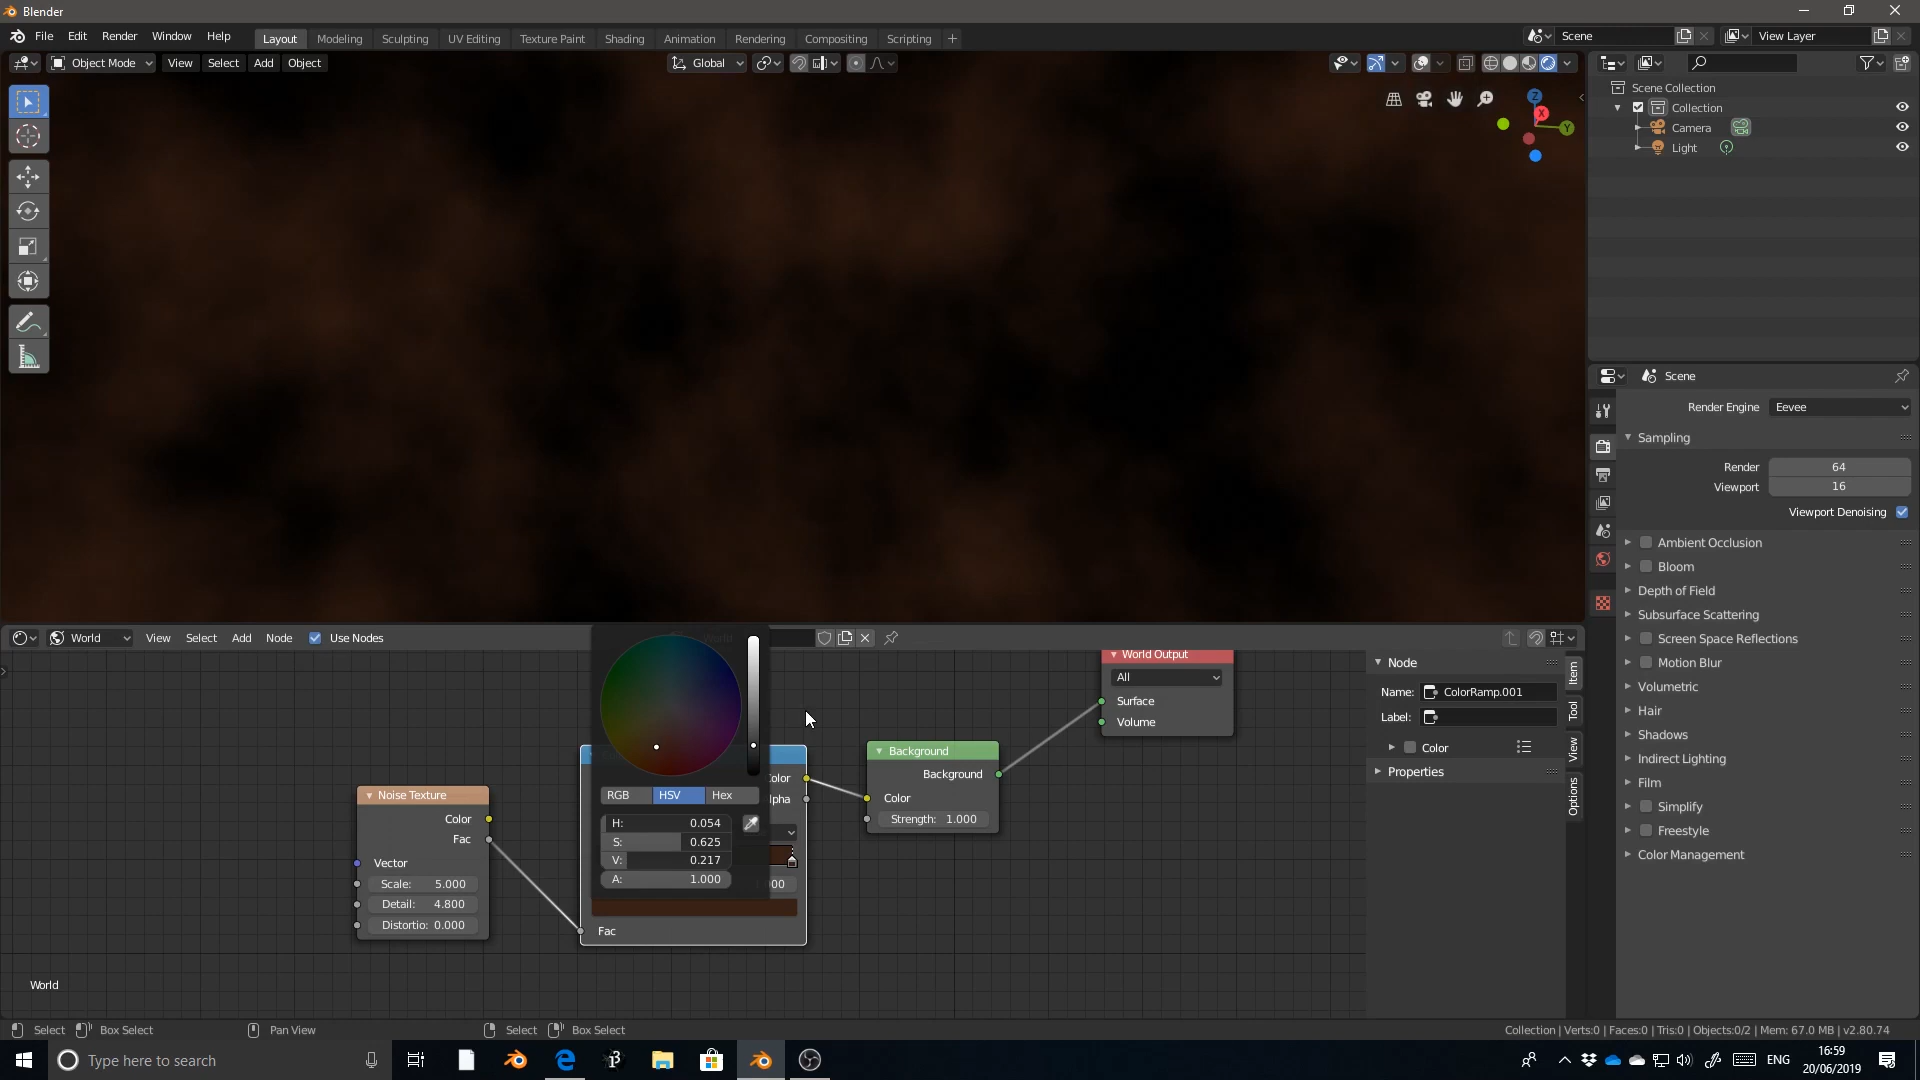 Blender
File Edit Render Window Help
Layout Modeling Sculpting UV Editing Texture Paint Shading Animation Rendering Compositing Scripting +
Scene
View Layer
Object Mode View Select Add Object
Global
Z
X
Y
Scene Collection
Collection
Camera
Light
Scene
Render Engine Eevee
Sampling
Render 64
Viewport 16
Viewport Denoising
Ambient Occlusion
Bloom
Depth of Field
Subsurface Scattering
Screen Space Reflections
Motion Blur
Volumetric
Hair
Shadows
Indirect Lighting
Film
Simplify
Freestyle
Color Management
World View Select Add Node Use Nodes
World
World Output
All
Surface
Volume
Background
Background
Color
Strength: 1.000
Noise Texture
Color
Fac
Vector
Scale: 5.000
Detail: 4.800
Distortio: 0.000
RGB HSV Hex
H: 0.054
S: 0.625
V: 0.217
A: 1.000
olor
lpha
.000
Fac
Node
Name: ColorRamp.001
Label:
Color
Properties
Item
Tool
View
Options
World
Select Box Select Pan View Select Box Select
Collection | Verts:0 | Faces:0 | Tris:0 | Objects:0/2 | Mem: 67.0 MB | v2.80.74
Type here to search
ENG
16:59
20/06/2019